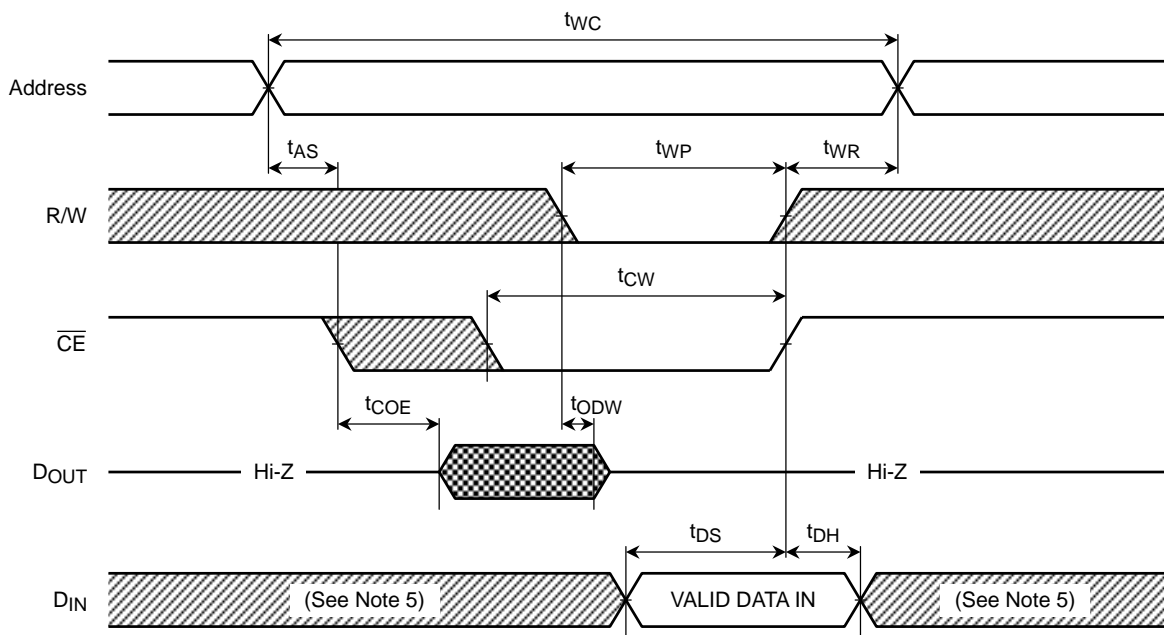 tWC
Address
tAS
tWP
tWR
R/W
tCW
CE
tCOE
tODW
DOUT
Hi-Z
Hi-Z
tDS
tDH
DIN
(See Note 5)
VALID DATA IN
(See Note 5)